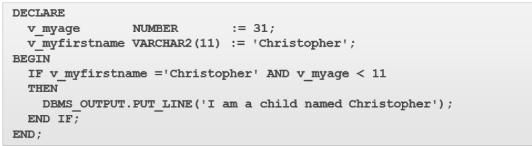 DECLARE
  v_myage       NUMBER       := 31;
  v_myfirstname VARCHAR2(11) := 'Christopher';
BEGIN
  IF v_myfirstname ='Christopher' AND v_myage < 11
  THEN
    DBMS_OUTPUT.PUT_LINE('I am a child named Christopher');
  END IF;
END;